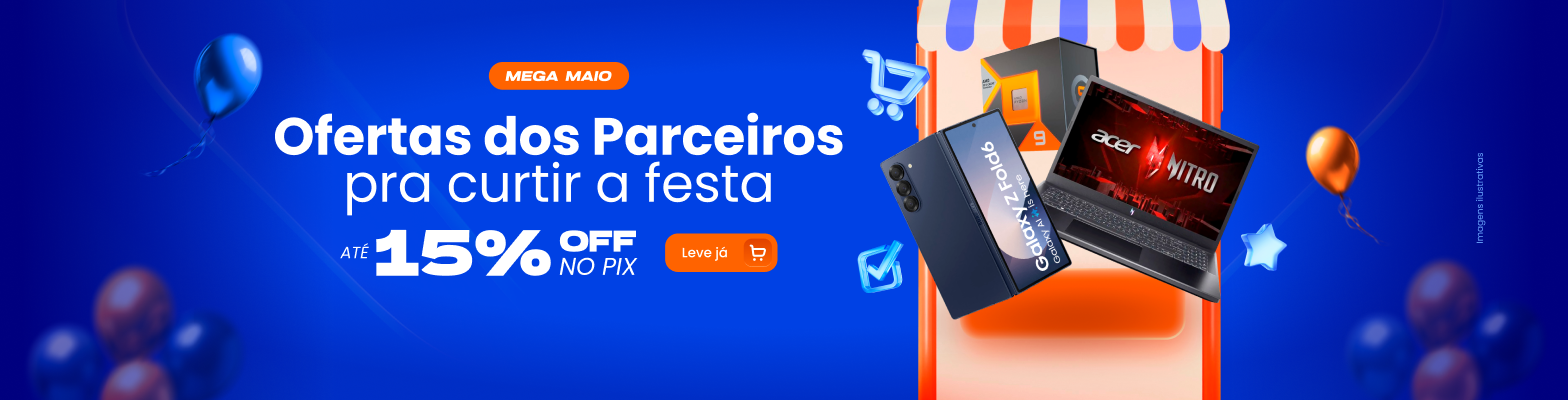 MEGA MAIO
Ofertas dos Parceiros
pra curtir a festa
ATÉ 15% OFF
NO PIX
Leve já
9
acer NITRO
Galaxy Z Fold6
Galaxy AI is here
Imagens ilustrativas